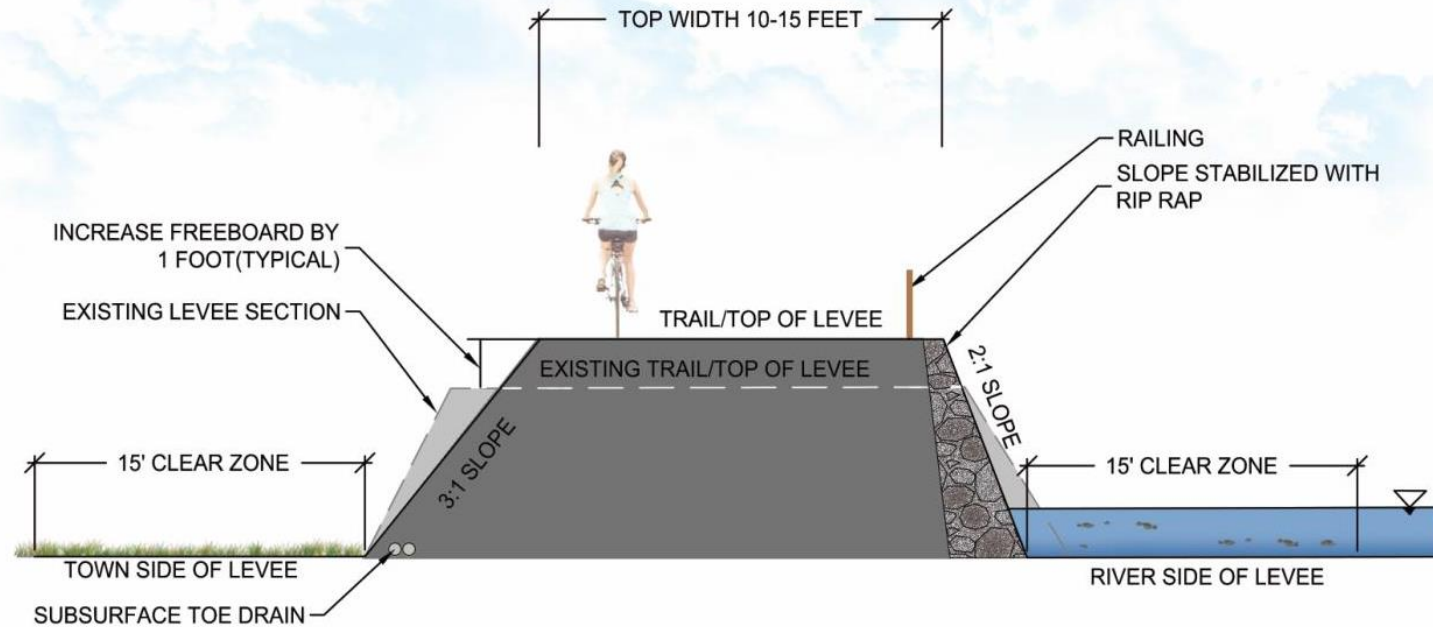 TOP WIDTH 10-15 FEET
RAILING
SLOPE STABILIZED WITH
RIP RAP
INCREASE FREEBOARD BY
1 FOOT(TYPICAL)
EXISTING LEVEE SECTION
TRAIL/TOP OF LEVEE
EXISTING TRAIL/TOP OF LEVEE
2:1 SLOPE
3:1 SLOPE
15' CLEAR ZONE
15' CLEAR ZONE
TOWN SIDE OF LEVEE
RIVER SIDE OF LEVEE
SUBSURFACE TOE DRAIN